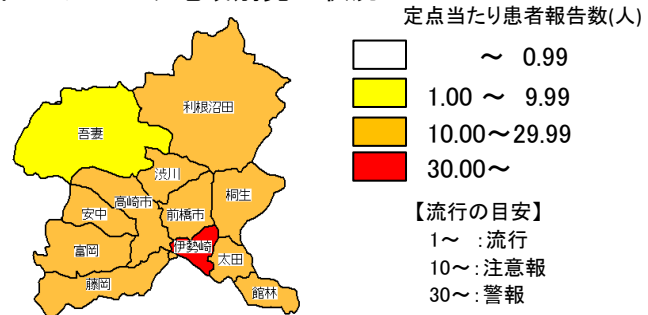 定点当たり患者報告数(人)
～ 0.99
1.00 ～ 9.99
10.00～29.99
30.00～
【流行の目安】
1～ :流行
10～:注意報
30～:警報
利根沼田
吾妻
渋川
桐生
高崎市
安中
前橋市
伊勢崎
富岡
太田
藤岡
館林